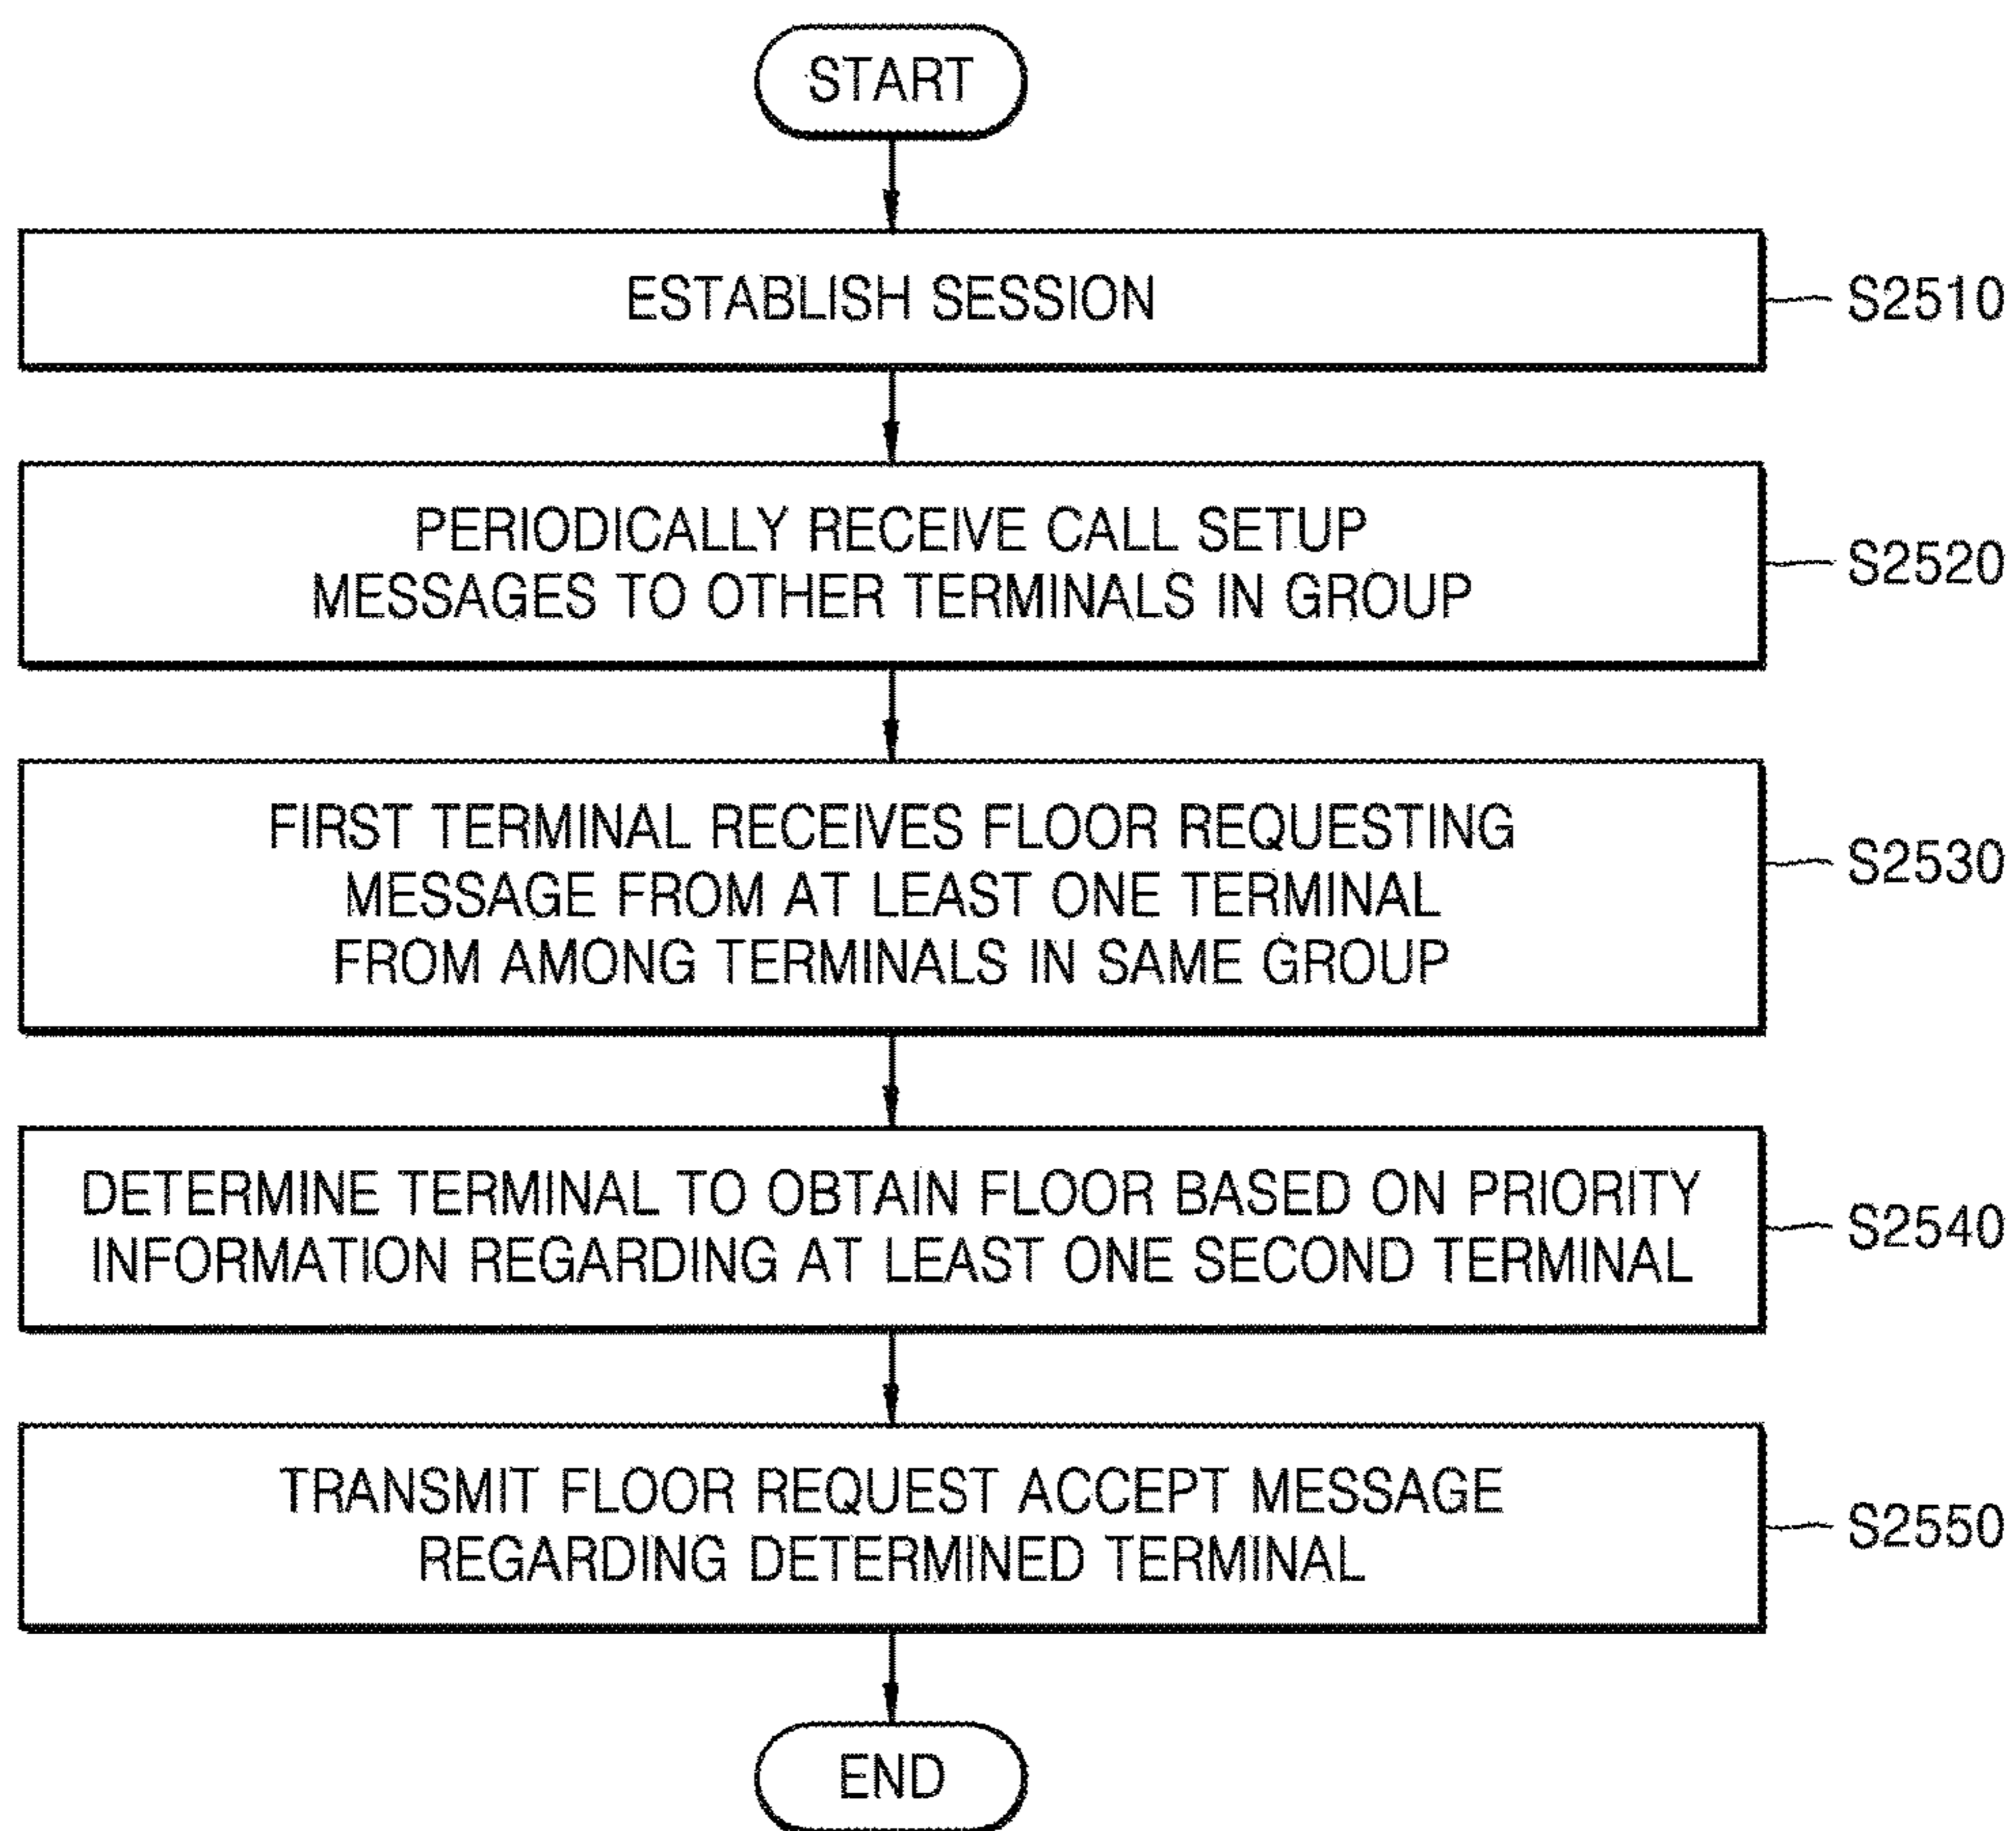 START
ESTABLISH SESSION
S2510
PERIODICALLY RECEIVE CALL SETUP
MESSAGES TO OTHER TERMINALS IN GROUP
S2520
FIRST TERMINAL RECEIVES FLOOR REQUESTING
MESSAGE FROM AT LEAST ONE TERMINAL
FROM AMONG TERMINALS IN SAME GROUP
S2530
DETERMINE TERMINAL TO OBTAIN FLOOR BASED ON PRIORITY
INFORMATION REGARDING AT LEAST ONE SECOND TERMINAL
S2540
TRANSMIT FLOOR REQUEST ACCEPT MESSAGE
REGARDING DETERMINED TERMINAL
S2550
END